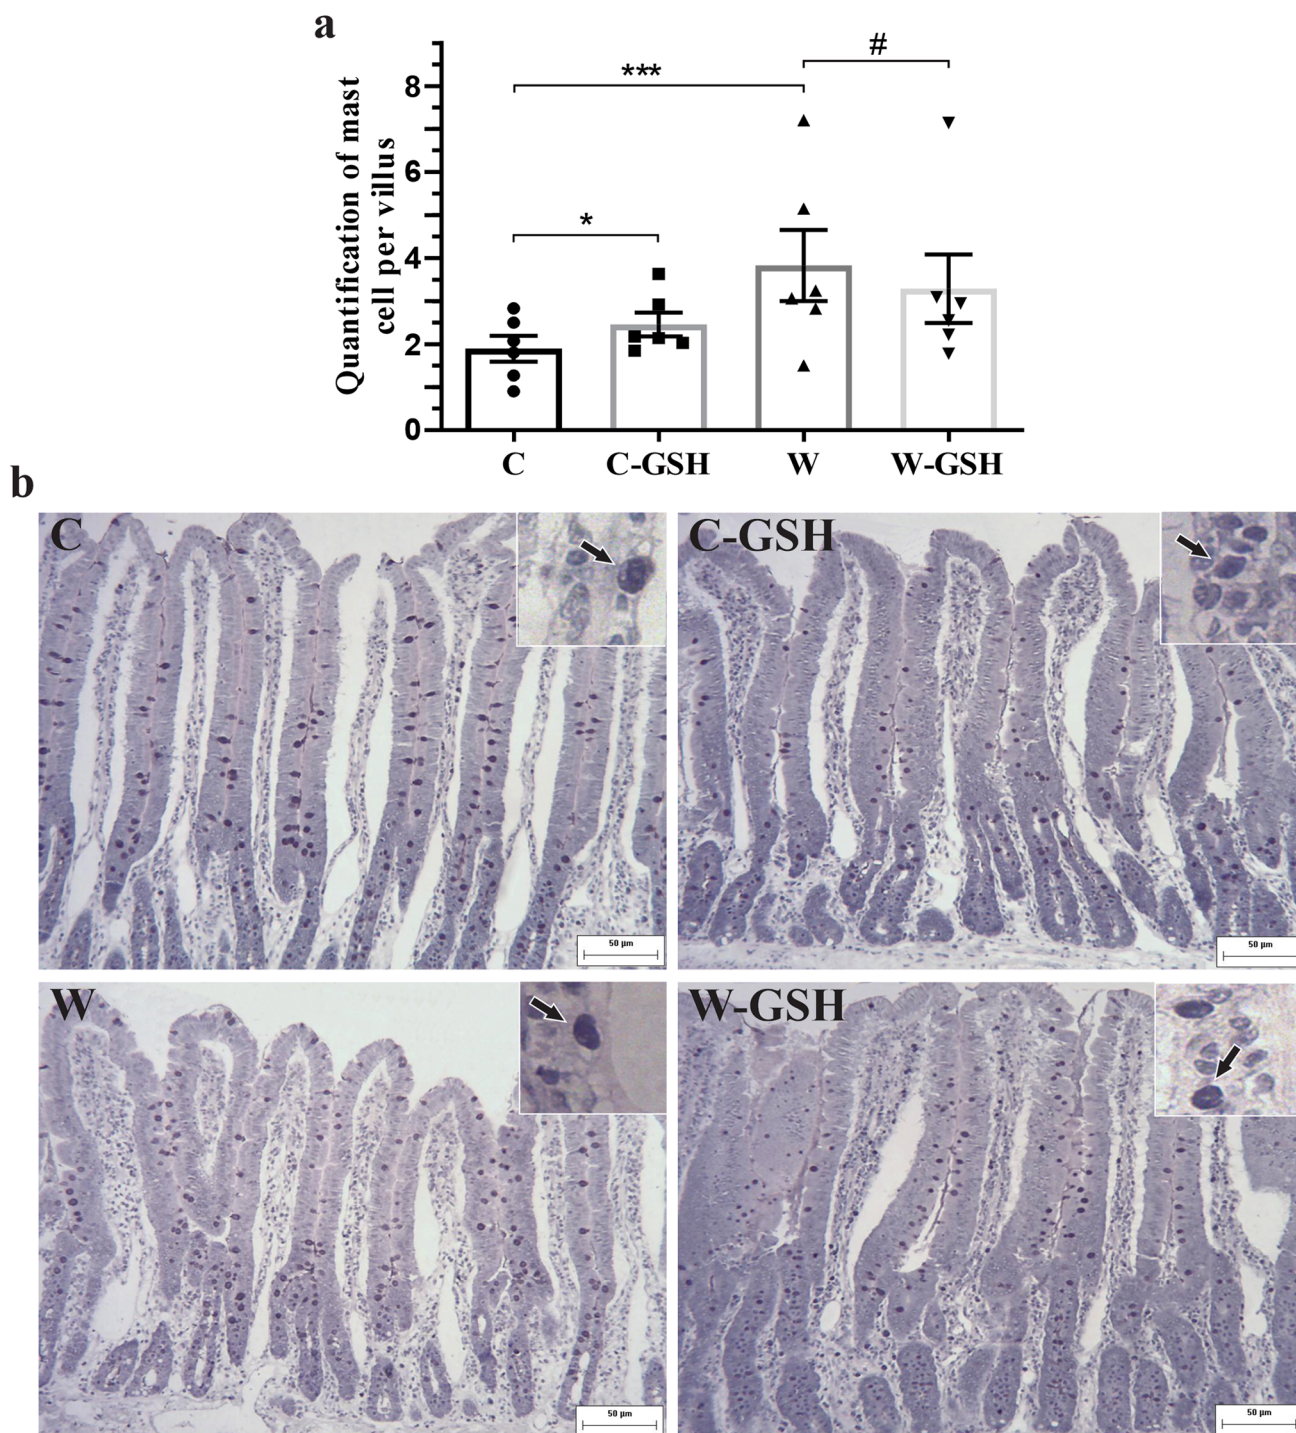 a
Quantification of mast
cell per villus
8
6
4
2
0
***
#
*
C
C-GSH
W
W-GSH
b
C
C-GSH
50 µm
50 µm
W
W-GSH
50 µm
50 µm